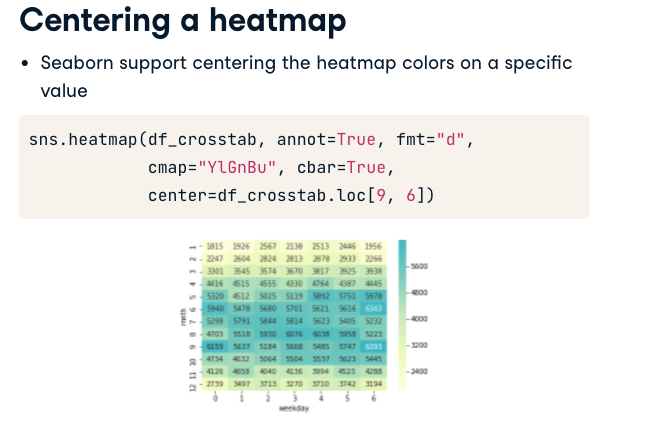 Centering a heatmap
• Seaborn support centering the heatmap colors on a specific
value
sns.heatmap(df_crosstab, annot=True, fmt="d",
cmap="YlGnBu", cbar=True,
center=df_crosstab.loc[9, 6])
1 1815 1926 2567 2138 2513 2446 1956
2 2247 2604 2824 2813 2878 2933 2266
3 3301 3545 3574 3670 3817 3925 3938
4 4416 4515 4555 4330 4764 4387 4445
5 5320 4512 5025 5119 5892 5751 5978
6 5940 5478 5680 5701 5621 5616 6343
7 5298 5791 5844 5814 5623 5405 5232
8 4703 5518 5930 6076 6038 5958 5223
9 6159 5637 5184 5668 5485 5747 6393
10 4734 4632 5064 5504 5537 5623 5445
11 4126 4658 4040 4136 3994 4523 4288
12 2739 3497 3713 3270 3710 3742 3194
0 1 2 3 4 5 6
weekday
mnth
5600
4800
4000
3200
2400